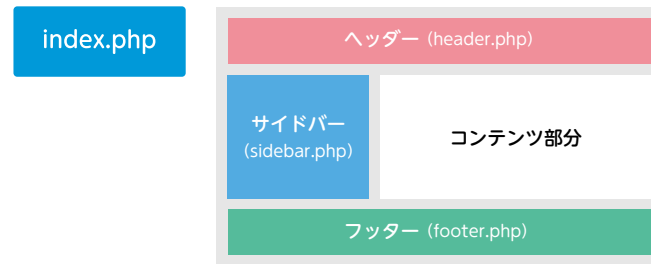 index.php
ヘッダー (header.php)
サイドバー
(sidebar.php)
コンテンツ部分
フッター (footer.php)